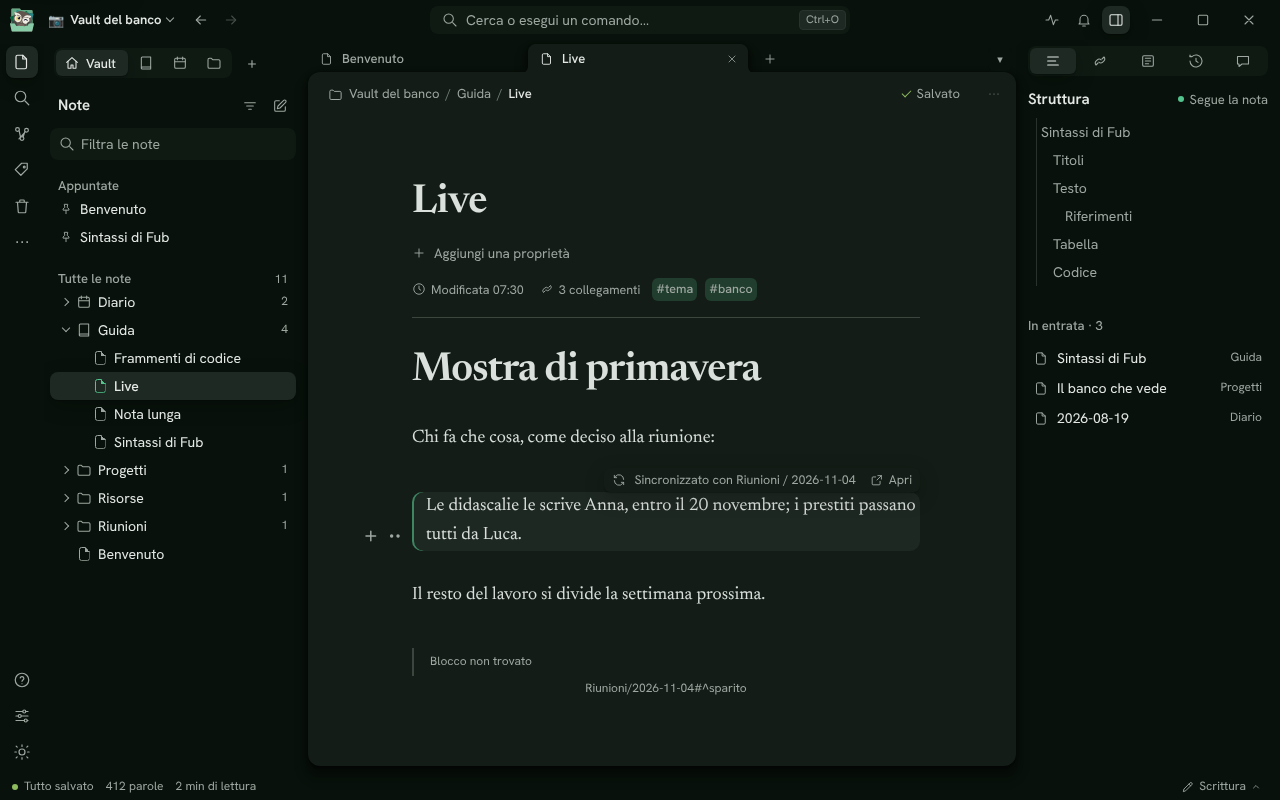 Vault del banco
Cerca o esegui un comando...
Ctrl+O
Vault
Benvenuto
Live
Note
Filtra le note
Appuntate
Benvenuto
Sintassi di Fub
Tutte le note 11
Diario 2
Guida 4
Frammenti di codice
Live
Nota lunga
Sintassi di Fub
Progetti 1
Risorse 1
Riunioni 1
Benvenuto
Vault del banco / Guida / Live
Salvato
Live
Aggiungi una proprietà
Modificata 07:30
3 collegamenti
#tema
#banco
Mostra di primavera
Chi fa che cosa, come deciso alla riunione:
Sincronizzato con Riunioni / 2026-11-04
Apri
Le didascalie le scrive Anna, entro il 20 novembre; i prestiti passano
tutti da Luca.
Il resto del lavoro si divide la settimana prossima.
Blocco non trovato
Riunioni/2026-11-04#^sparito
Struttura
Segue la nota
Sintassi di Fub
Titoli
Testo
Riferimenti
Tabella
Codice
In entrata · 3
Sintassi di Fub Guida
Il banco che vede Progetti
2026-08-19 Diario
Tutto salvato
412 parole
2 min di lettura
Scrittura